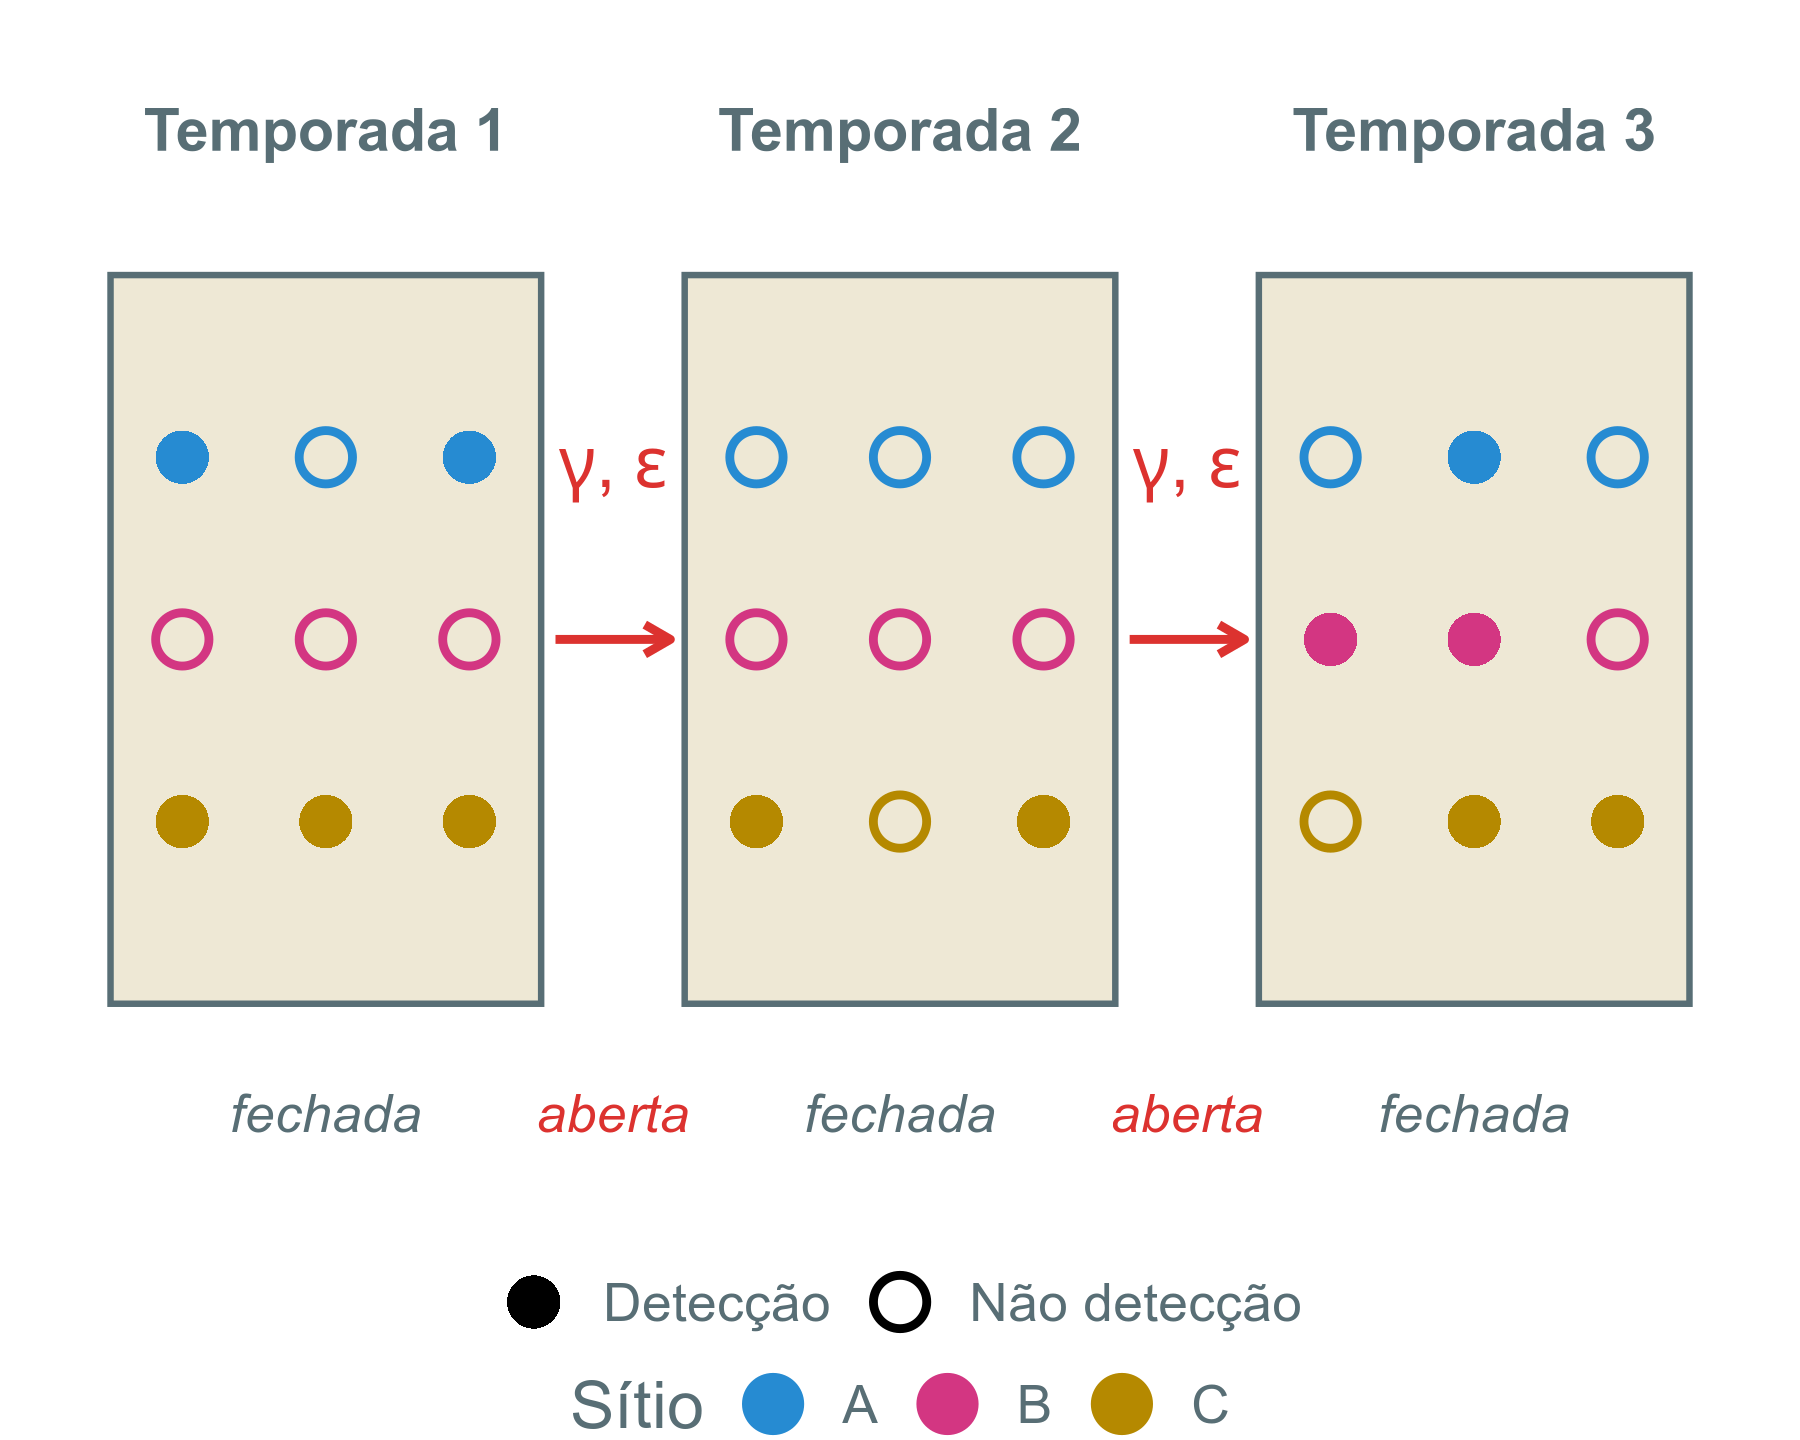 Temporada 1 Temporada 2 Temporada 3
γ, ε γ, ε
fechada aberta fechada aberta fechada
Detecção Não detecção
Sítio A B C